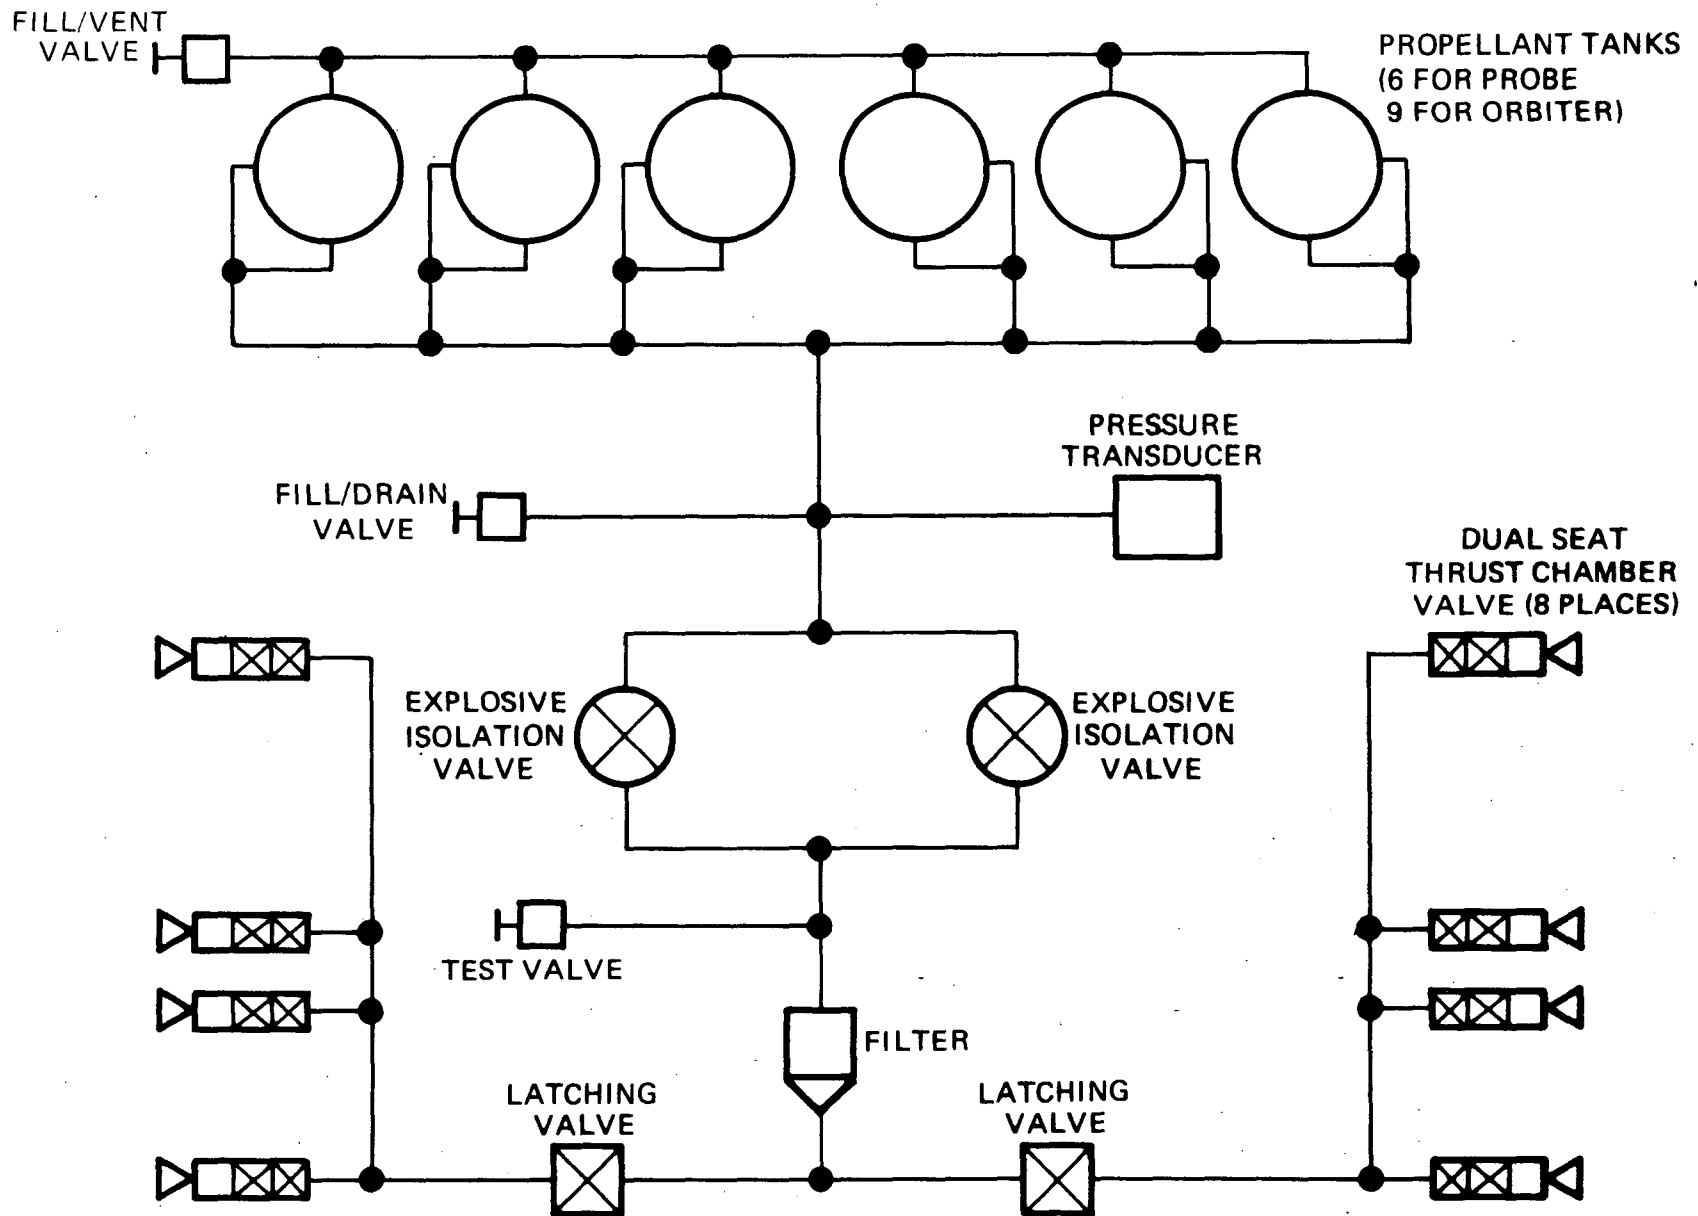 FILL/VENT
VALVE
PROPELLANT TANKS
(6 FOR PROBE
9 FOR ORBITER)
PRESSURE
TRANSDUCER
FILL/DRAIN
VALVE
DUAL SEAT
THRUST CHAMBER
VALVE (8 PLACES)
EXPLOSIVE
ISOLATION
VALVE
EXPLOSIVE
ISOLATION
VALVE
TEST VALVE
FILTER
LATCHING
VALVE
LATCHING
VALVE